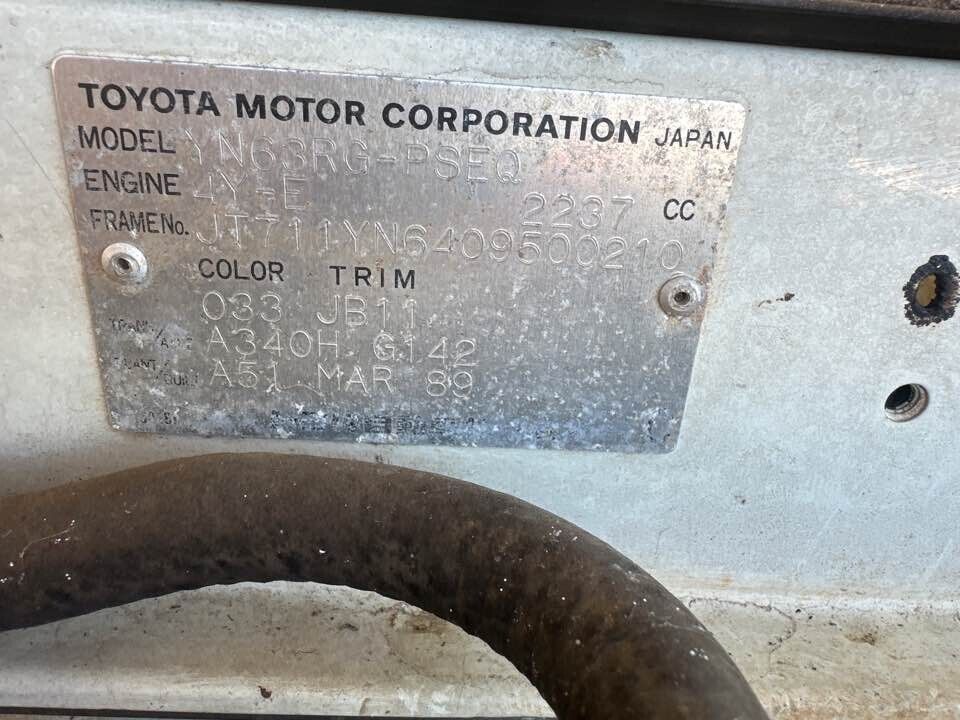 TOYOTA MOTOR CORPORATION JAPAN
MODEL YN63RG-PSEQ
ENGINE 4Y-E 2237 CC
FRAME No. JT711YN6409500210
COLOR TRIM
033 JB11
A340H G142
A51 MAR 89